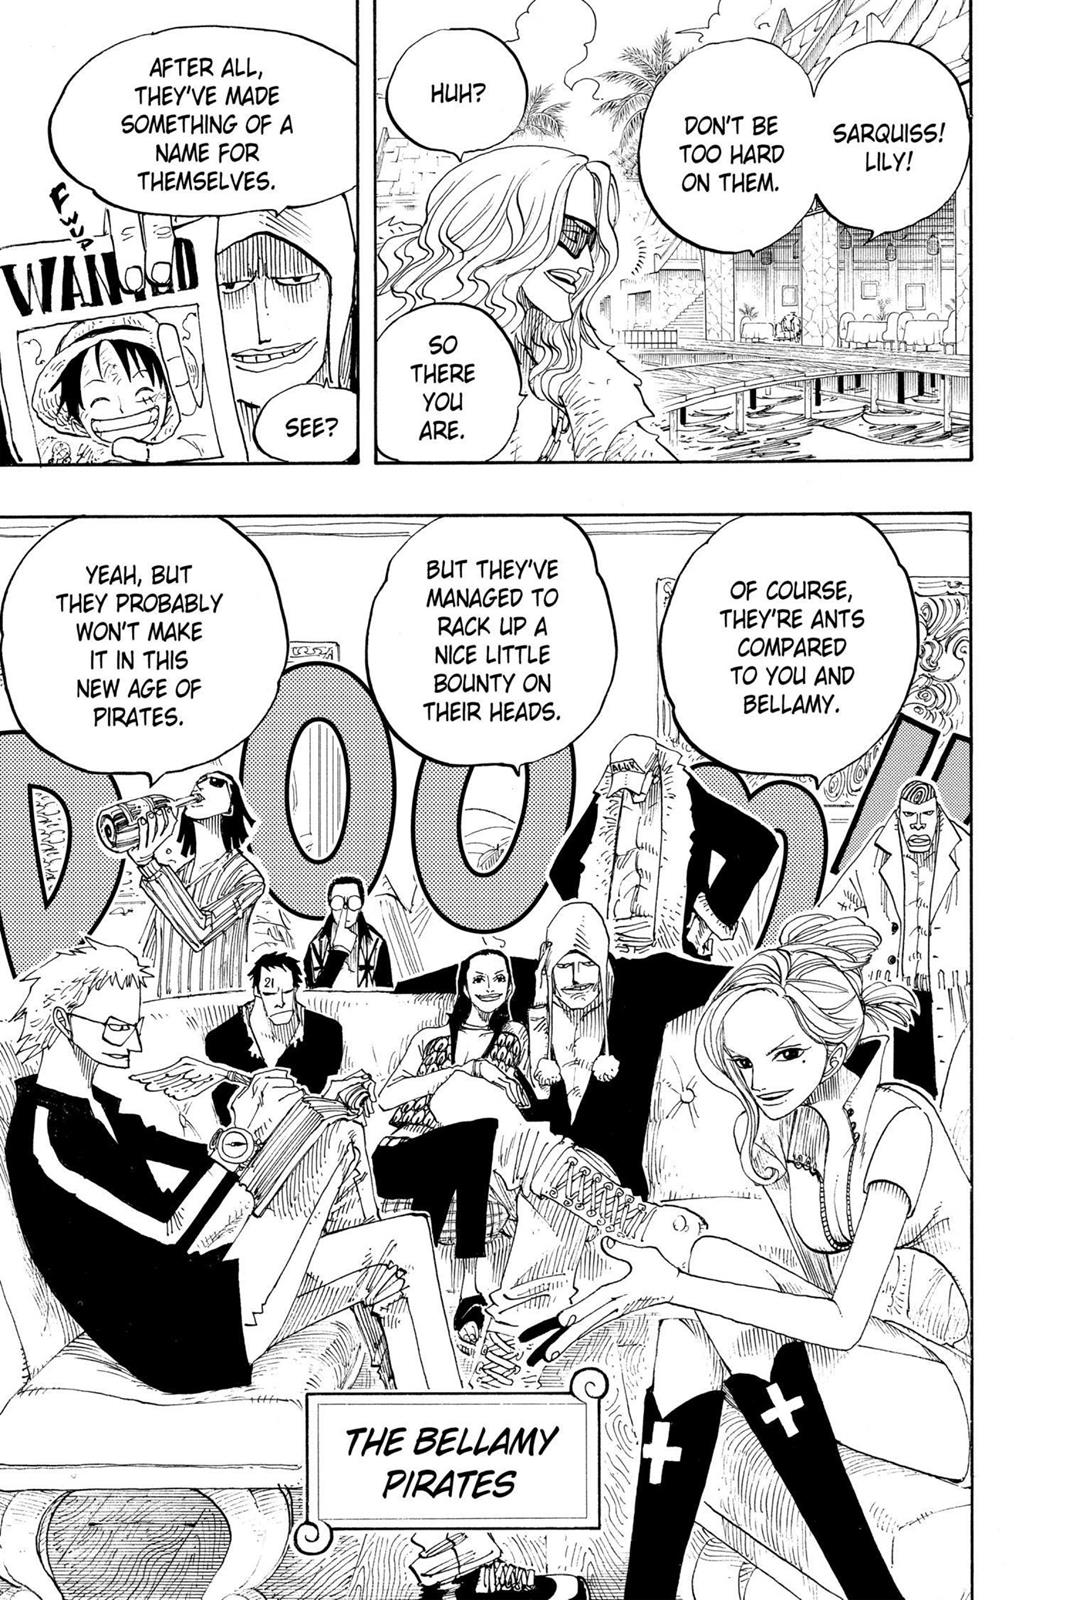 SARQUISS!
LILY!
DON'T BE
TOO HARD
ON THEM.
HUH?
SO
THERE
YOU
ARE.
AFTER ALL,
THEY'VE MADE
SOMETHING OF A
NAME FOR
THEMSELVES.
FWUP
WANTED
SEE?
OF COURSE,
THEY'RE ANTS
COMPARED
TO YOU AND
BELLAMY.
BUT THEY'VE
MANAGED TO
RACK UP A
NICE LITTLE
BOUNTY ON
THEIR HEADS.
YEAH, BUT
THEY PROBABLY
WON'T MAKE
IT IN THIS
NEW AGE OF
PIRATES.
DOOM!!
21
THE BELLAMY
PIRATES